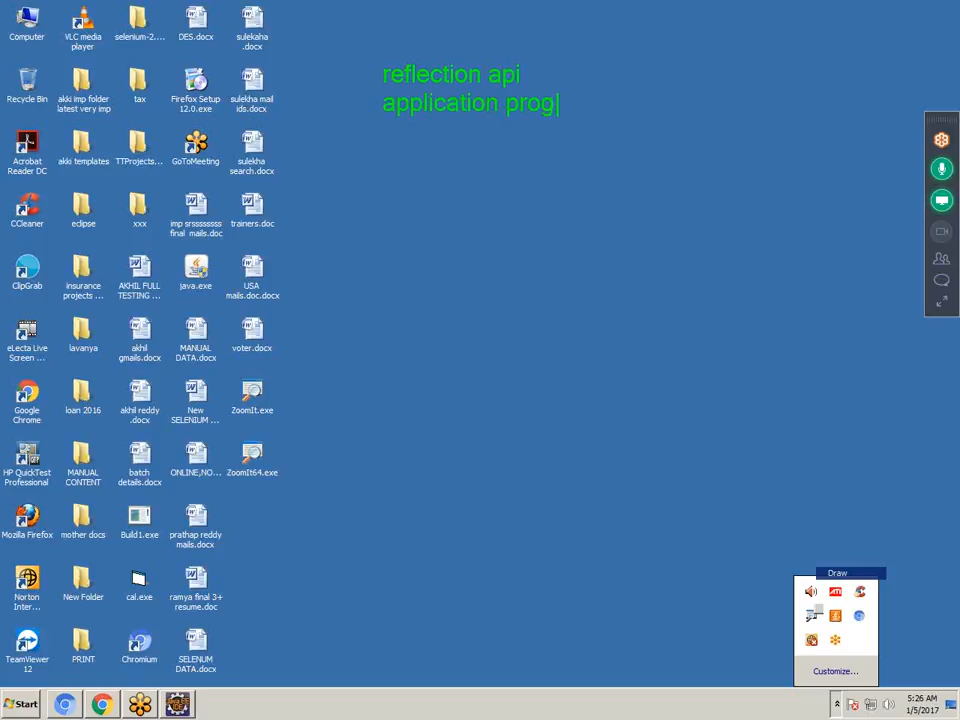 Computer
VLC media
player
selenium-2....
DES.docx
sulekaha
.docx
reflection api
application prog
Recycle Bin
akki imp folder
latest very imp
tax
Firefox Setup
12.0.exe
sulekha mail
ids.docx
Acrobat
Reader DC
akki templates
TTProjects...
GoToMeeting
sulekha
search.docx
CCleaner
eclipse
xxx
imp srssssssss
final mails.doc
trainers.doc
ClipGrab
insurance
projects ...
AKHIL FULL
TESTING ...
java.exe
USA
mails.doc.docx
eLecta Live
Screen ...
lavanya
akhil
gmails.docx
MANUAL
DATA.docx
voter.docx
Google
Chrome
loan 2016
akhil reddy
.docx
New
SELENIUM ...
ZoomIt.exe
HP QuickTest
Professional
MANUAL
CONTENT
batch
details.docx
ONLINE,NO...
ZoomIt64.exe
Mozilla Firefox
mother docs
Build1.exe
prathap reddy
mails.docx
Norton
Inter...
New Folder
cal.exe
ramya final 3+
resume.doc
TeamViewer
12
PRINT
Chromium
SELENUM
DATA.docx
Draw
ATI
Customize...
Start
Java EE
IDE
5:26 AM
1/5/2017